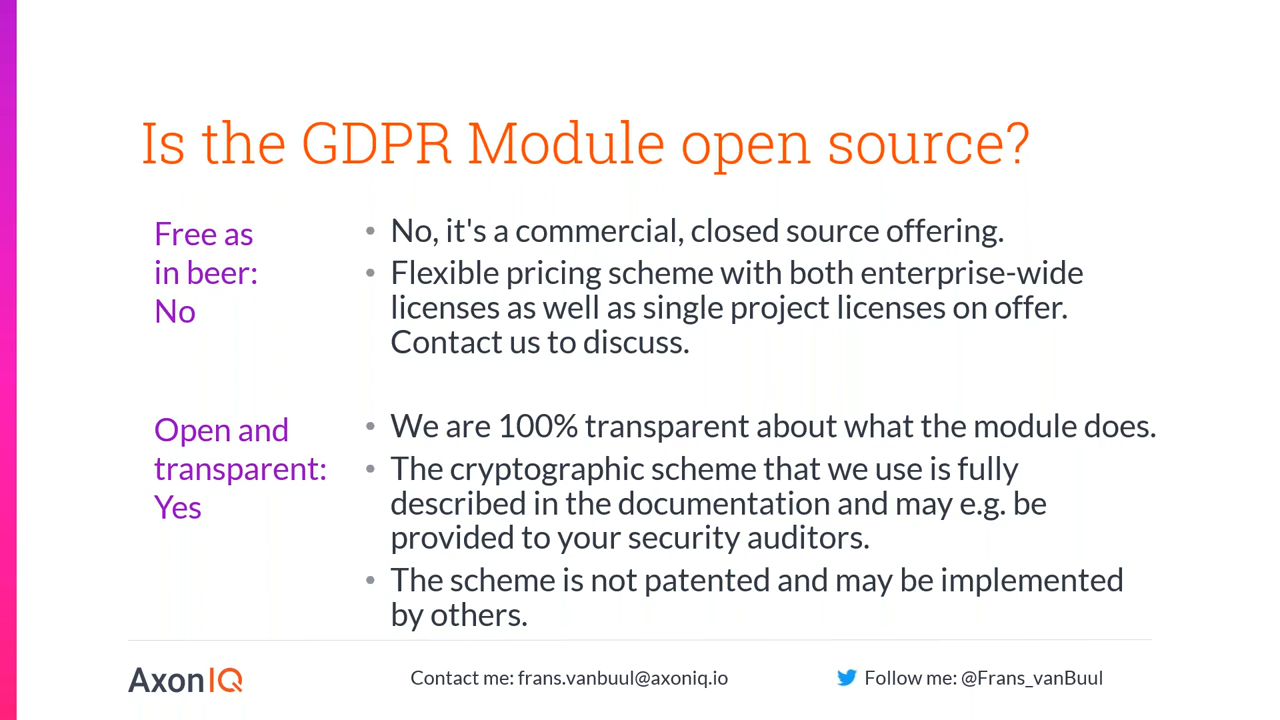 Is the GDPR Module open source?
Free as
in beer:
No
• No, it's a commercial, closed source offering.
• Flexible pricing scheme with both enterprise-wide
licenses as well as single project licenses on offer.
Contact us to discuss.
Open and
transparent:
Yes
• We are 100% transparent about what the module does.
• The cryptographic scheme that we use is fully
described in the documentation and may e.g. be
provided to your security auditors.
• The scheme is not patented and may be implemented
by others.
AxonIQ
Contact me: frans.vanbuul@axoniq.io
Follow me: @Frans_vanBuul